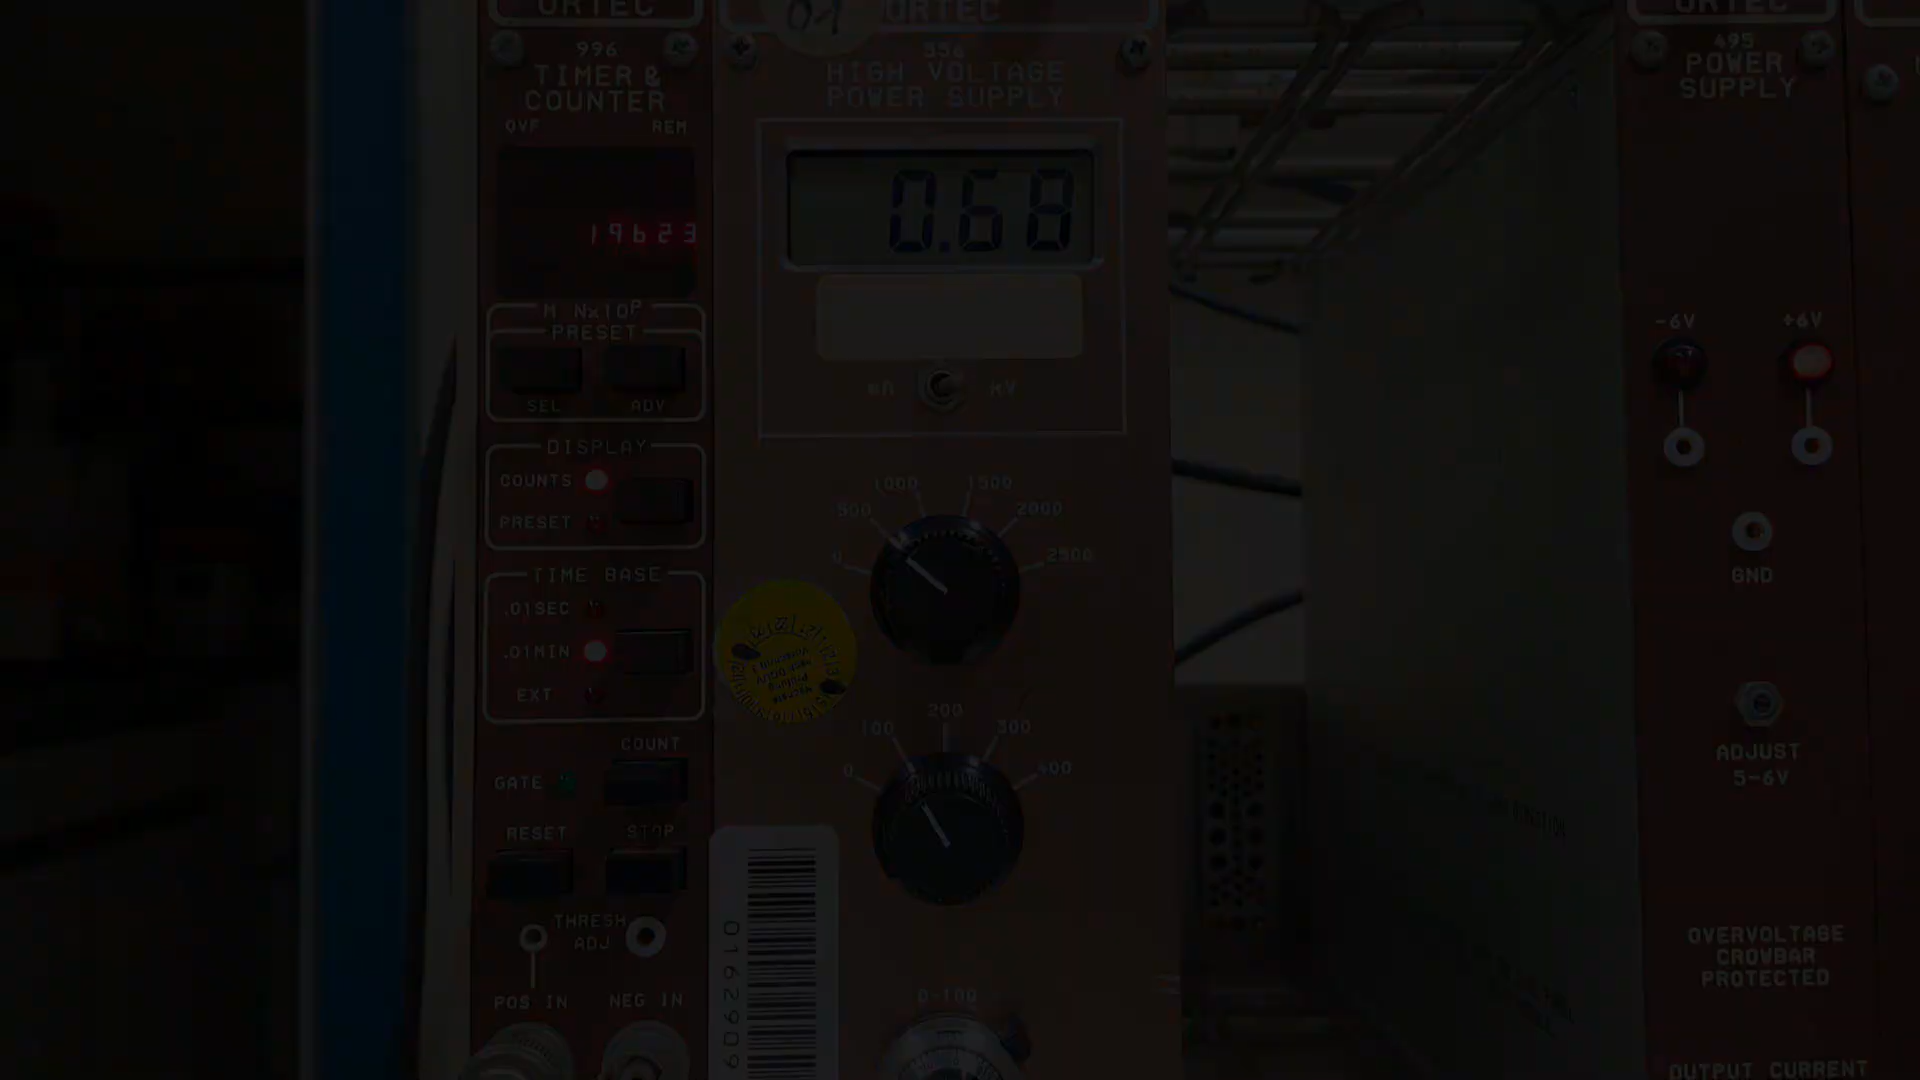 ORTEC
996
TIMER &
COUNTER
OVF REM
19623
M Nx10P
PRESET
SEL ADV
DISPLAY
COUNTS
PRESET
TIME BASE
.01SEC
.01MIN
EXT
COUNT
GATE
RESET STOP
THRESH
ADJ
POS IN NEG IN
ORTEC
556
HIGH VOLTAGE
POWER SUPPLY
0.68
mA kV
0 500 1000 1500 2000 2500
0 100 200 300 400
0-100
0162909
ORTEC
495
POWER
SUPPLY
-6V +6V
GND
ADJUST
5-6V
OVERVOLTAGE
CROWBAR
PROTECTED
OUTPUT CURRENT